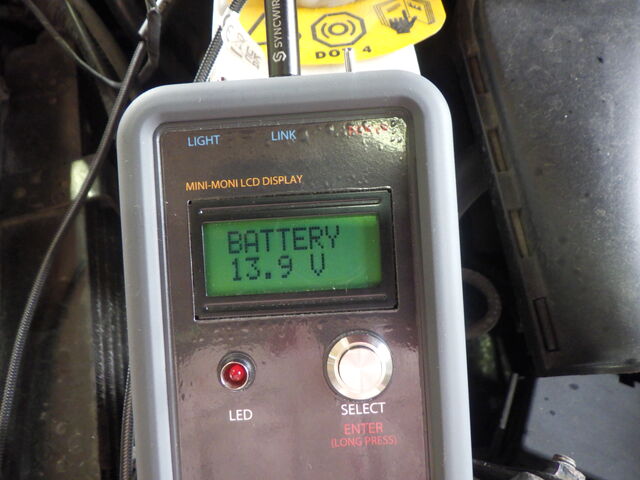 SYNCWIRE
DOT 4
LIGHT LINK
MINI-MONI LCD DISPLAY
BATTERY
13.9 V
LED
SELECT
ENTER
(LONG PRESS)